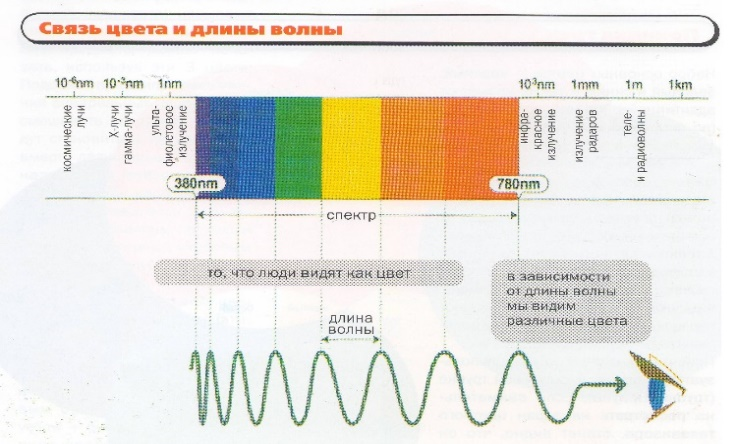 Связь цвета и длины волны
10⁻⁶nm 10⁻³nm 1nm 10³nm 1mm 1m 1km
космические
лучи
X-лучи
гамма-лучи
ульта-
фиолетовое
излучение
инфра-
красное
излучение
излучение
радаров
теле-
и радиоволны
380nm 780nm
спектр
то, что люди видят как цвет
в зависимости
от длины волны
мы видим
различные цвета
длина
волны